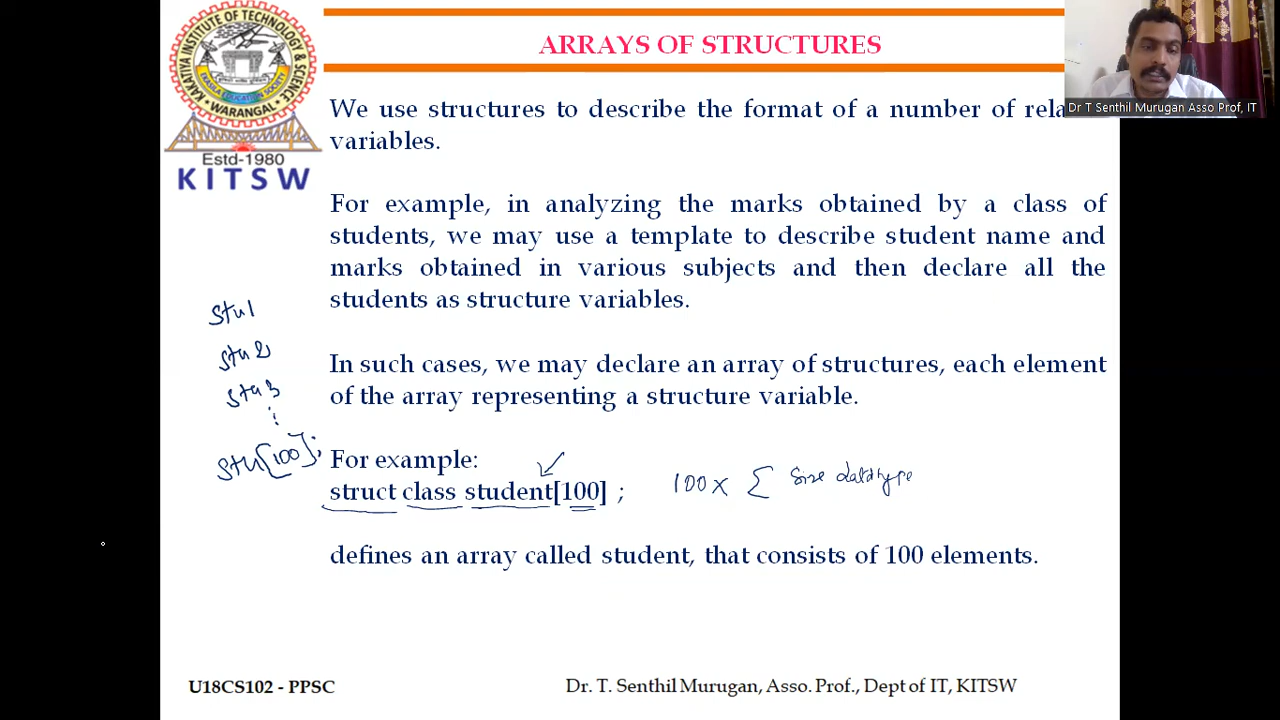 KAKATIYA INSTITUTE OF TECHNOLOGY & SCIENCE
WARANGAL
Estd-1980
KITSW
ARRAYS OF STRUCTURES
Dr T Senthil Murugan Asso Prof, IT
We use structures to describe the format of a number of rela
variables.
For example, in analyzing the marks obtained by a class of
students, we may use a template to describe student name and
marks obtained in various subjects and then declare all the
students as structure variables.
stu1
stu2
stu3
⋮
stu[100];
In such cases, we may declare an array of structures, each element
of the array representing a structure variable.
For example:
struct class student[100] ;
100 x Σ size datatype
defines an array called student, that consists of 100 elements.
U18CS102 - PPSC
Dr. T. Senthil Murugan, Asso. Prof., Dept of IT, KITSW